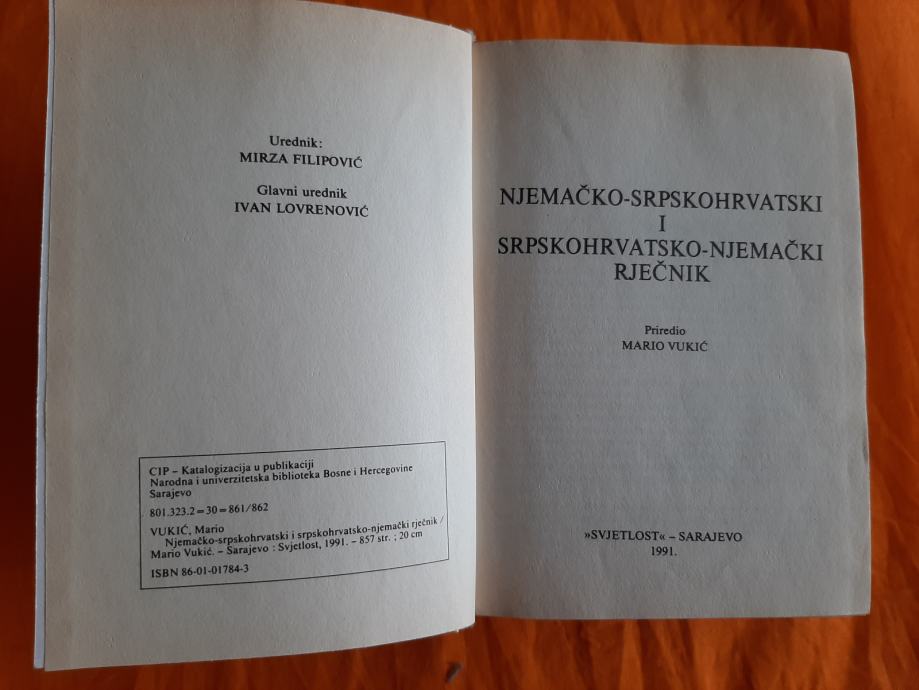 Urednik:
MIRZA FILIPOVIĆ
Glavni urednik
IVAN LOVRENOVIĆ
CIP – Katalogizacija u publikaciji
Narodna i univerzitetska biblioteka Bosne i Hercegovine
Sarajevo
801.323.2=30=861/862
VUKIĆ, Mario
Njemačko-srpskohrvatski i srpskohrvatsko-njemački rječnik /
Mario Vukić. – Sarajevo : Svjetlost, 1991. – 857 str. ; 20 cm
ISBN 86-01-01784-3
NJEMAČKO-SRPSKOHRVATSKI
I
SRPSKOHRVATSKO-NJEMAČKI
RJEČNIK
Priredio
MARIO VUKIĆ
»SVJETLOST« – SARAJEVO
1991.